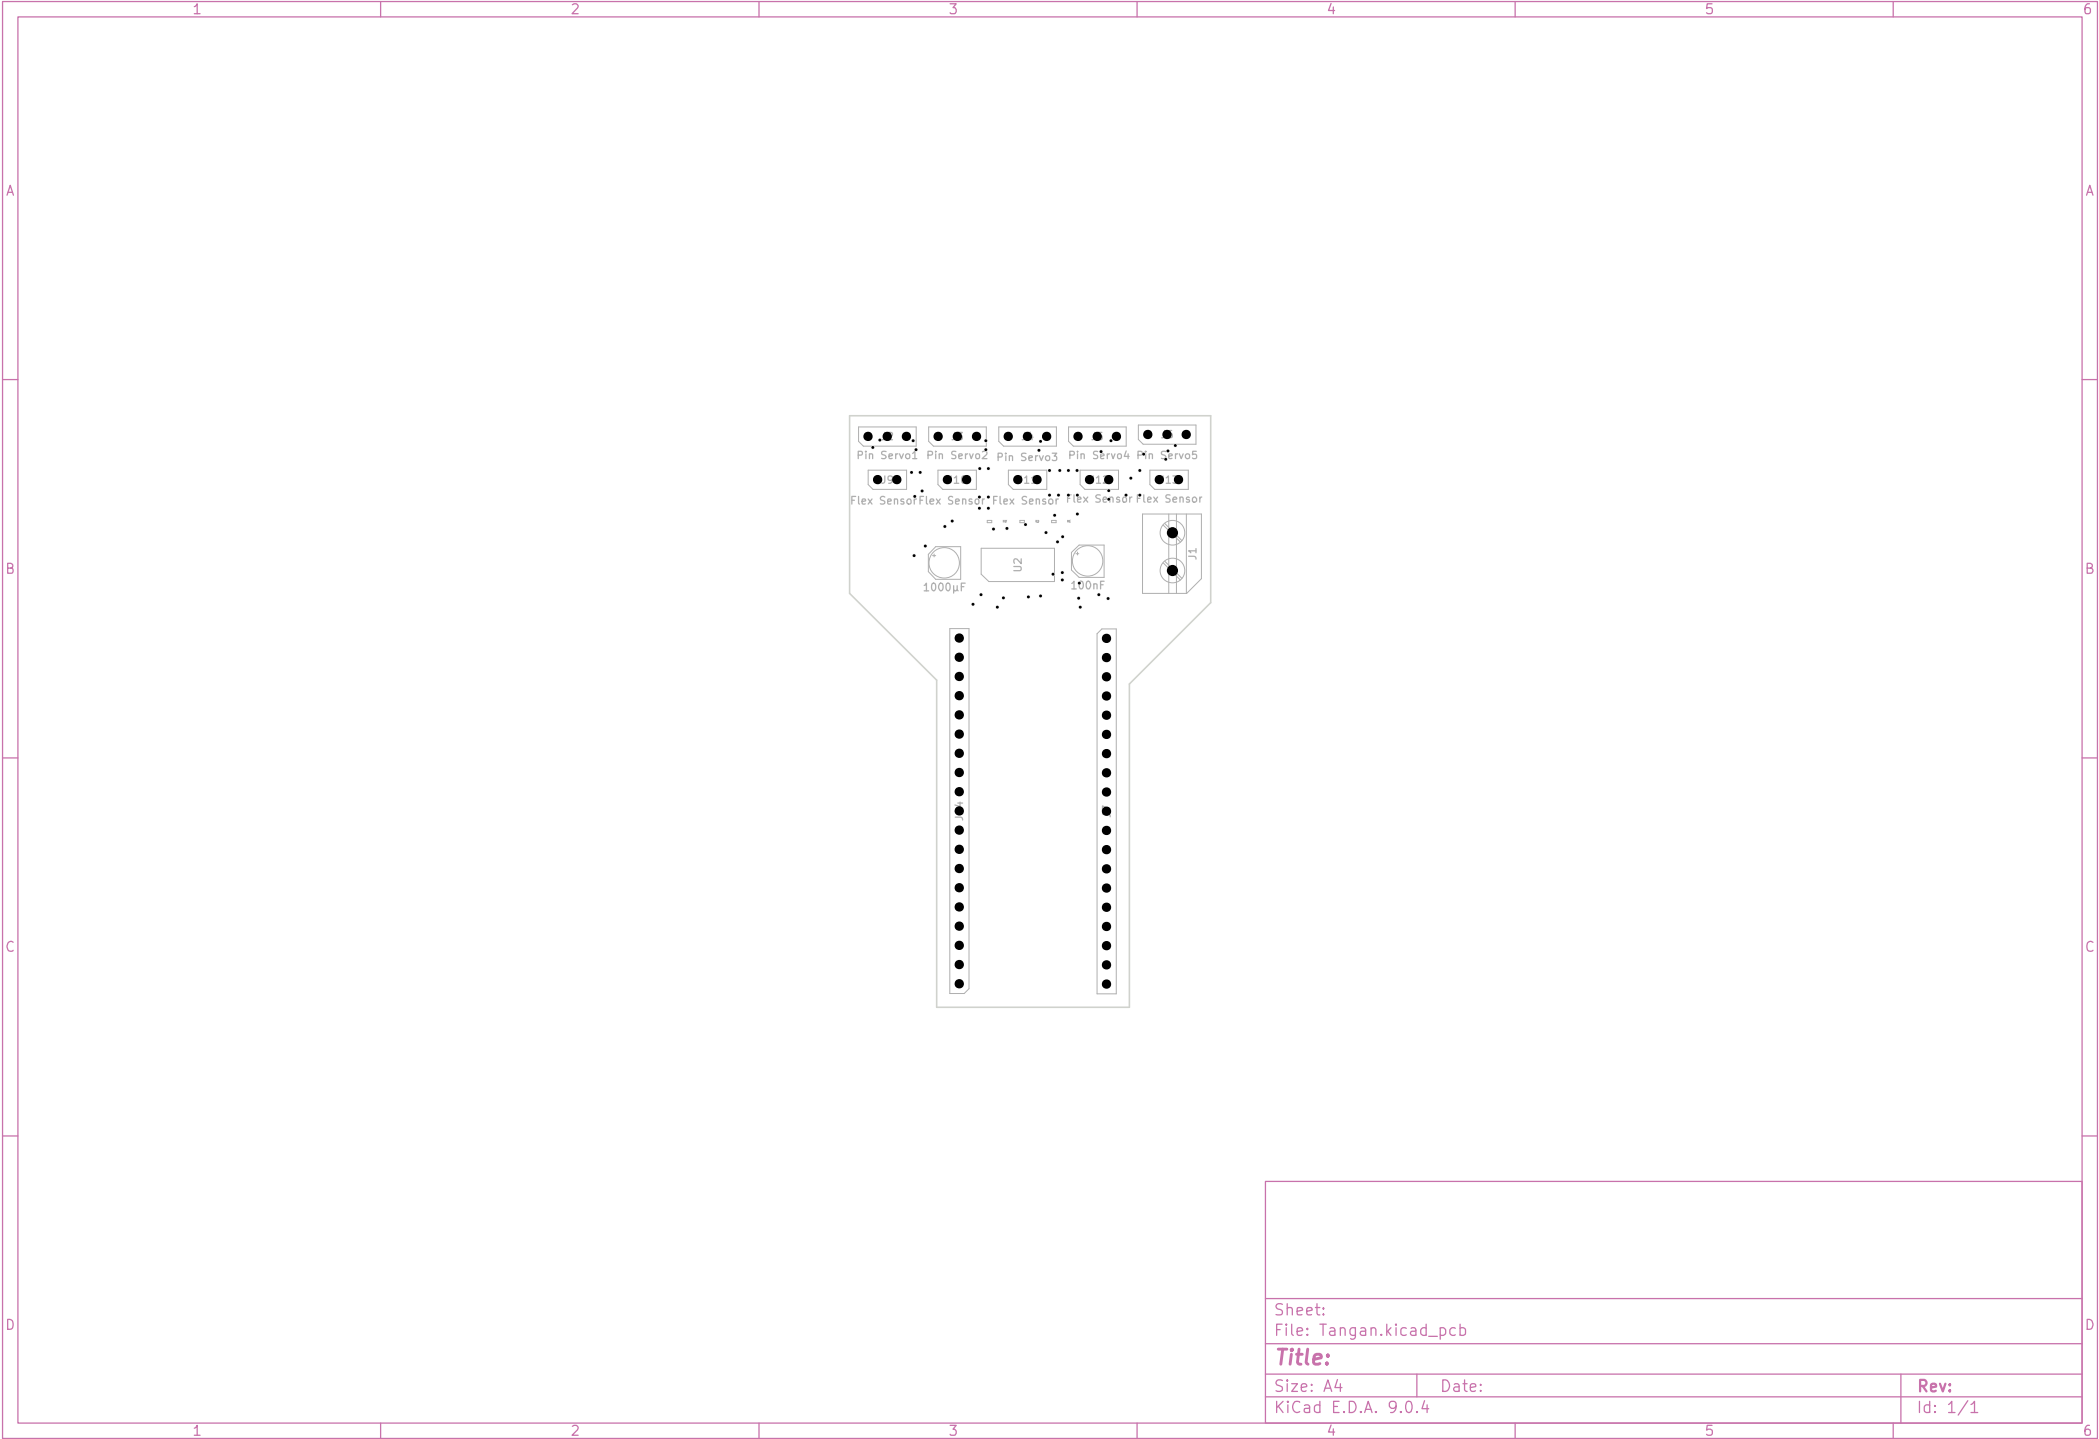 1 2 3 4 5 6
A A
Pin Servo1 Pin Servo2 Pin Servo3 Pin Servo4 Pin Servo5
J9
Flex Sensor Flex Sensor Flex Sensor Flex Sensor Flex Sensor
J1
U2
B B
+ +
1000µF 100nF
C C
Sheet:
File: Tangan.kicad_pcb
D D
Title:
Size: A4 Date: Rev:
KiCad E.D.A. 9.0.4 Id: 1/1
1 2 3 4 5 6